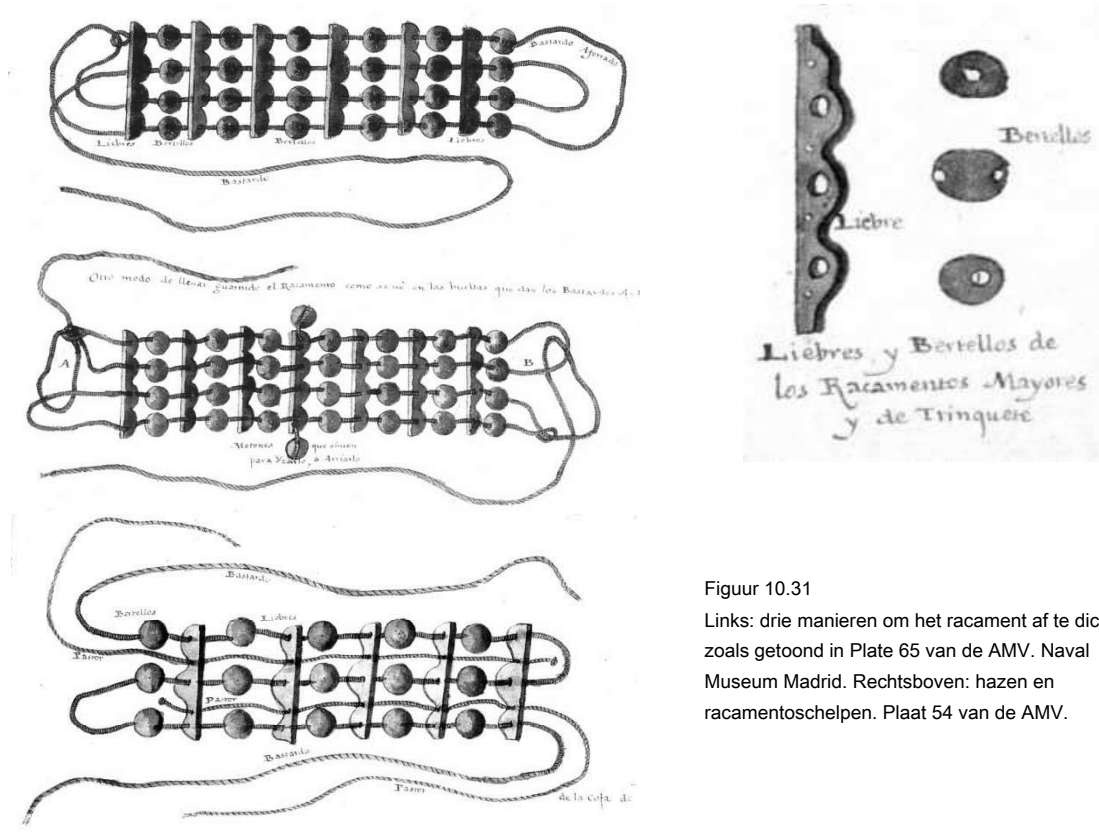 Bastardo Aforrado
Liebres Bertellos Bertellos Liebres
Bastardo
Otro modo de llevar guarnido el Racamento como se ve en las bueltas que dan los Bastardos
A B
Motones que sirven
para Yzarlo, o Arriarlo
Bastardo
Bertellos Liebres
Pastor
Pastor
Bastardo
Pastor
de la Cofa de
Bertellos
Liebre
Liebres y Bertellos de
los Racamentos Mayores
y de Trinquete
Figuur 10.31
Links: drie manieren om het racament af te dic
zoals getoond in Plate 65 van de AMV. Naval
Museum Madrid. Rechtsboven: hazen en
racamentoschelpen. Plaat 54 van de AMV.